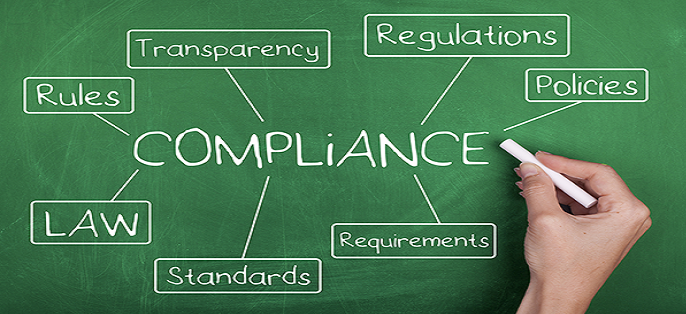 Transparency
Regulations
Rules
Policies
COMPLiANCE
LAW
Requirements
Standards